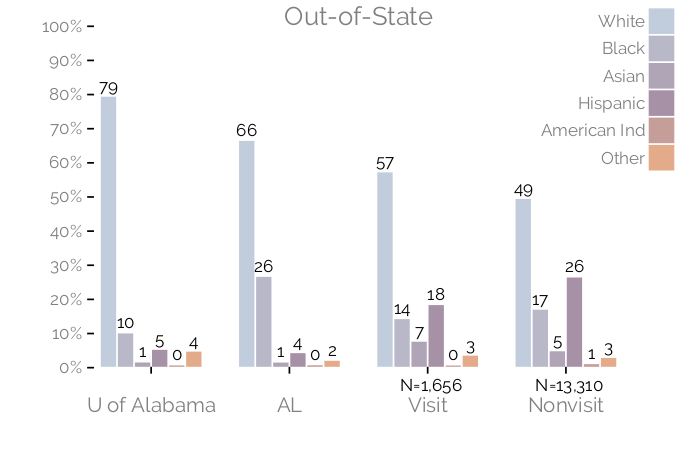 Out-of-State
White
Black
Asian
Hispanic
American Ind
Other
100%
90%
80%
70%
60%
50%
40%
30%
20%
10%
0%
79
10
1
5
0
4
66
26
1
4
0
2
57
14
7
18
0
3
49
17
5
26
1
3
N=1,656
N=13,310
U of Alabama
AL
Visit
Nonvisit